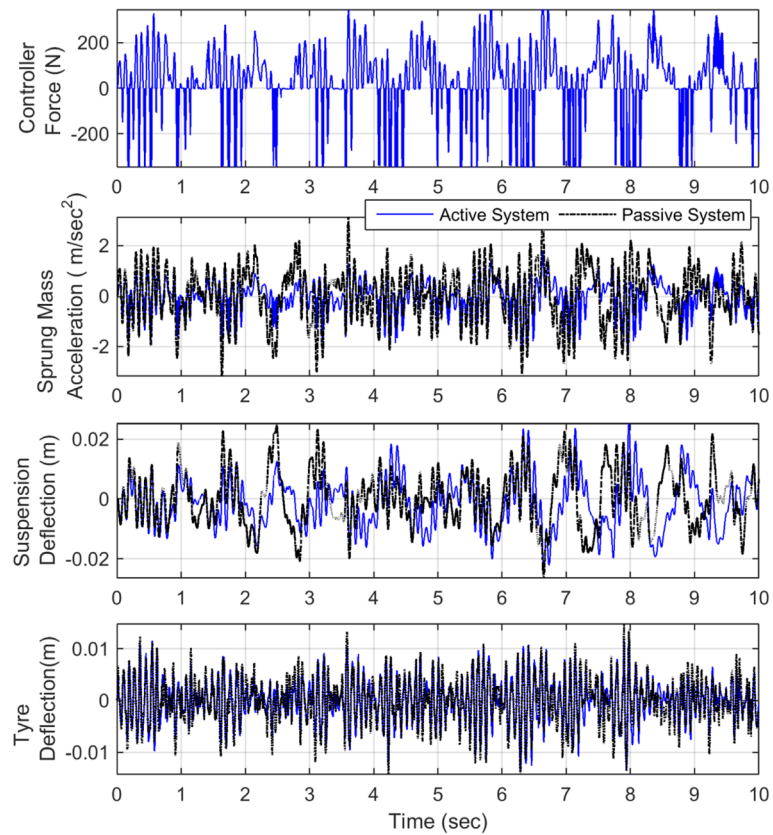 Controller
Force (N)
200
0
-200
0 1 2 3 4 5 6 7 8 9 10
Active System Passive System
Sprung Mass
Acceleration ( m/sec2)
2
0
-2
0 1 2 3 4 5 6 7 8 9 10
Suspension
Deflection (m)
0.02
0
-0.02
0 1 2 3 4 5 6 7 8 9 10
Tyre
Deflection(m)
0.01
0
-0.01
0 1 2 3 4 5 6 7 8 9 10
Time (sec)